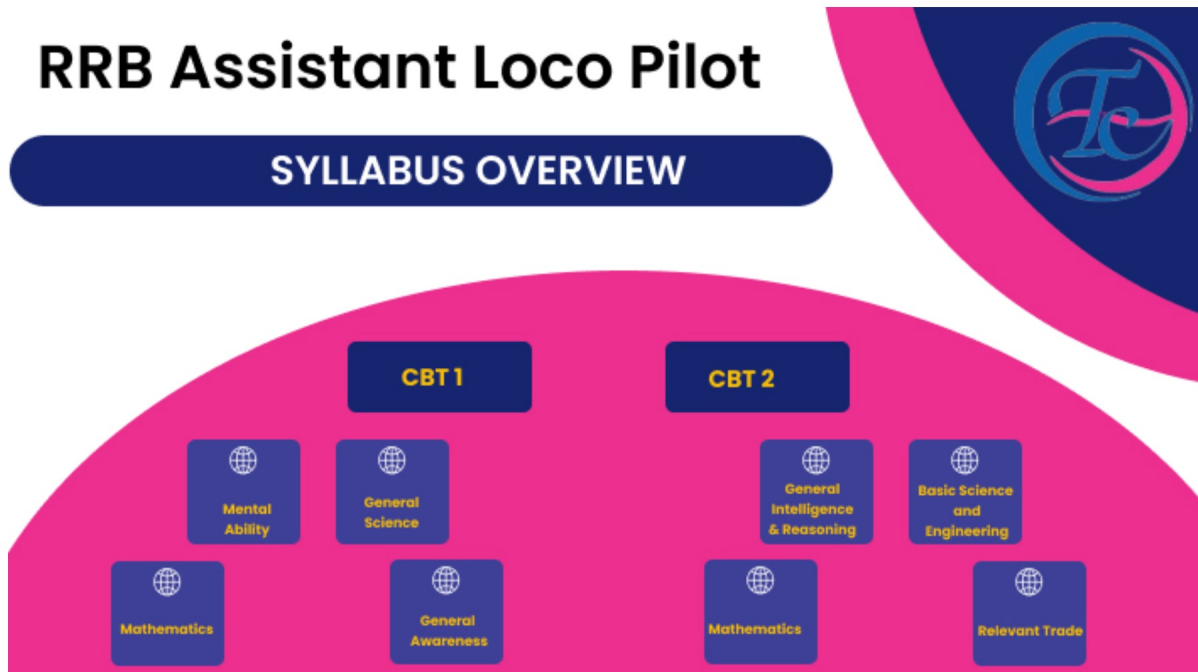 RRB Assistant Loco Pilot
Tc
SYLLABUS OVERVIEW
CBT 1
Mental
Ability
General
Science
Mathematics
General
Awareness
CBT 2
General
Intelligence
& Reasoning
Basic Science
and
Engineering
Mathematics
Relevant Trade